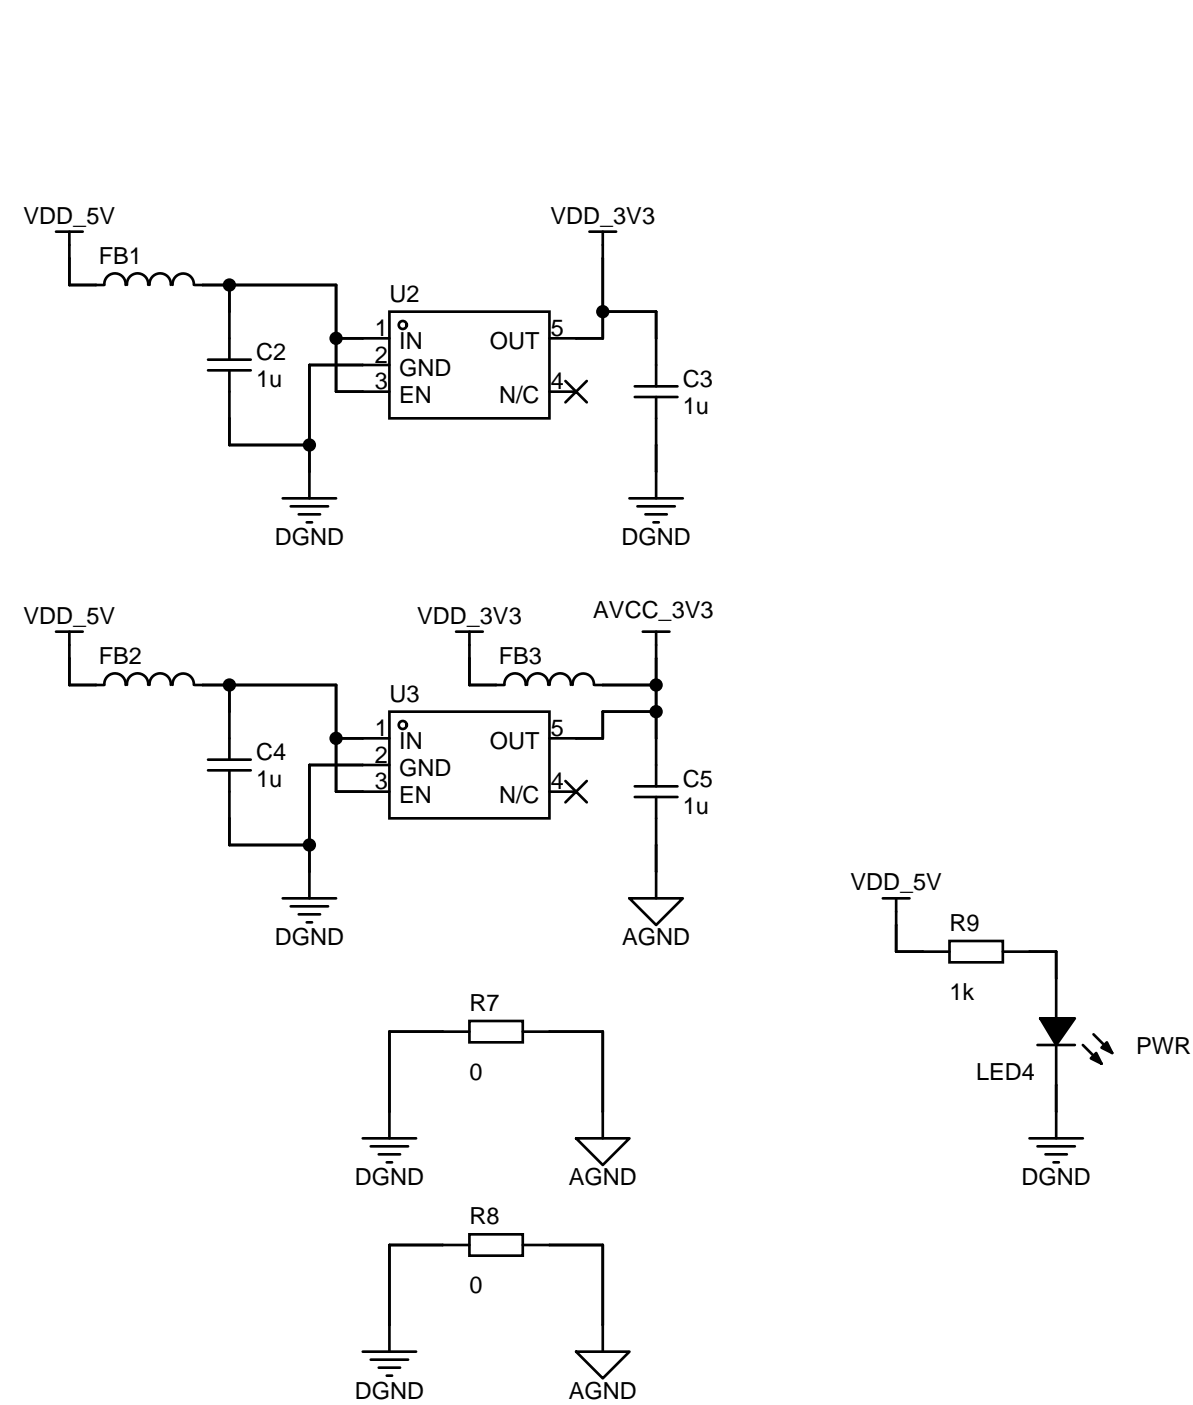 VDD_5V
VDD_3V3
FB1
U2
1
IN
OUT
5
C2
1u
2
GND
3
EN
N/C
4
C3
1u
DGND
DGND
VDD_5V
VDD_3V3
AVCC_3V3
FB2
FB3
U3
1
IN
OUT
5
C4
1u
2
GND
3
EN
N/C
4
C5
1u
DGND
AGND
VDD_5V
R9
1k
LED4
PWR
DGND
R7
0
DGND
AGND
R8
0
DGND
AGND